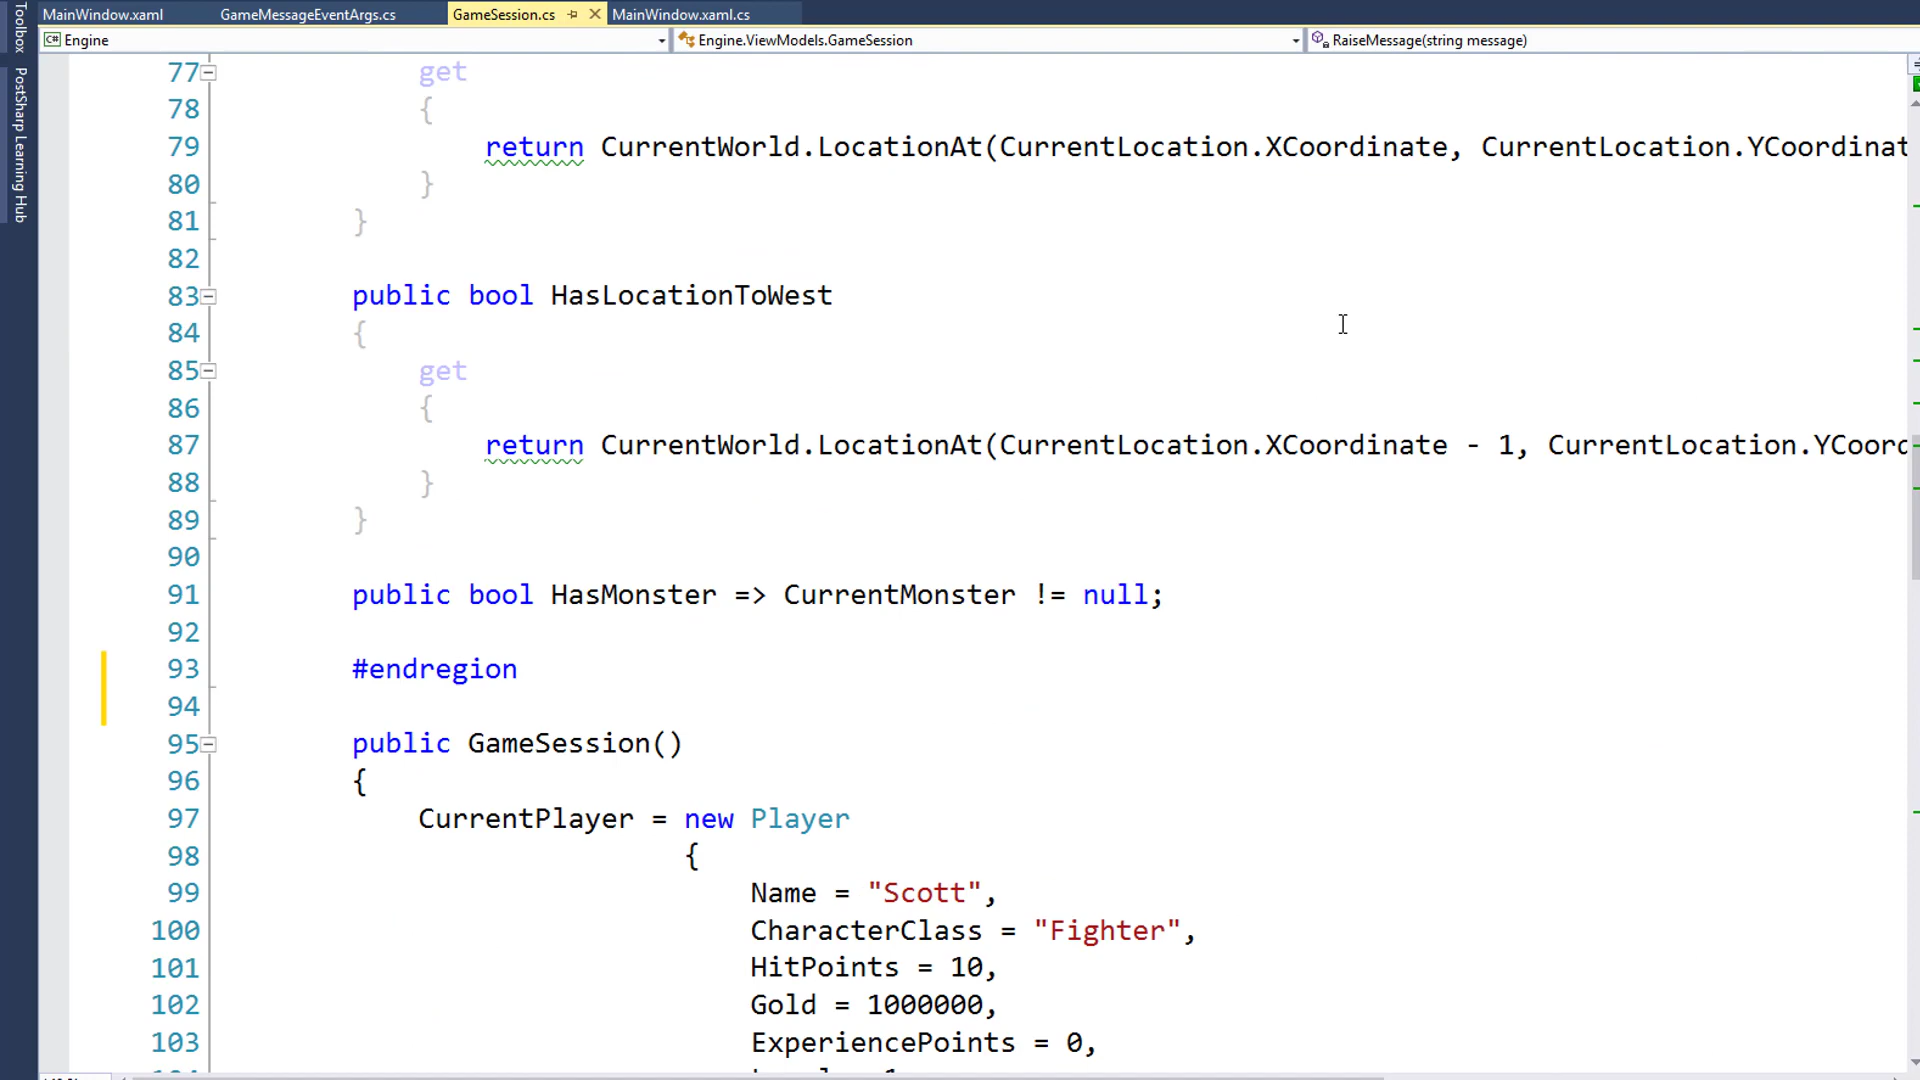 MainWindow.xaml GameMessageEventArgs.cs GameSession.cs MainWindow.xaml.cs
Toolbox
PostSharp Learning Hub
C# Engine Engine.ViewModels.GameSession RaiseMessage(string message)
77 get
78 {
79 return CurrentWorld.LocationAt(CurrentLocation.XCoordinate, CurrentLocation.YCoordinat
80 }
81 }
82
83 public bool HasLocationToWest
84 {
85 get
86 {
87 return CurrentWorld.LocationAt(CurrentLocation.XCoordinate - 1, CurrentLocation.YCoord
88 }
89 }
90
91 public bool HasMonster => CurrentMonster != null;
92
93 #endregion
94
95 public GameSession()
96 {
97 CurrentPlayer = new Player
98 {
99 Name = "Scott",
100 CharacterClass = "Fighter",
101 HitPoints = 10,
102 Gold = 1000000,
103 ExperiencePoints = 0,